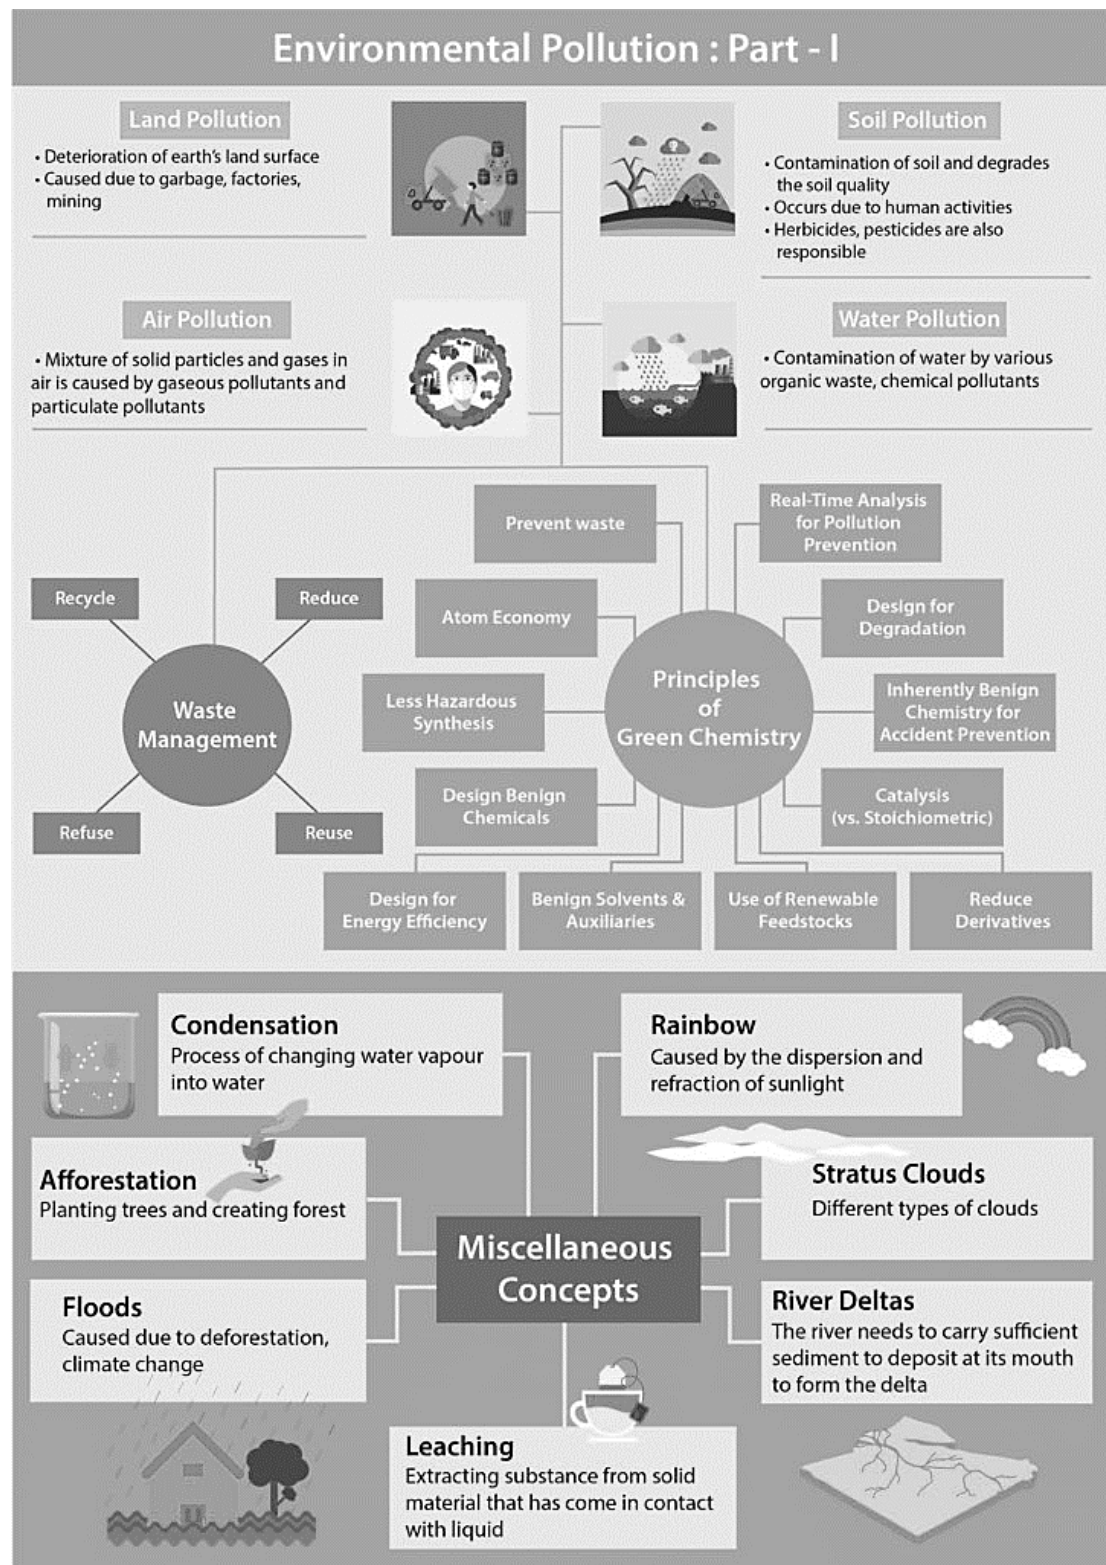 Environmental Pollution : Part - I
Land Pollution
• Deterioration of earth's land surface
• Caused due to garbage, factories,
mining
Soil Pollution
• Contamination of soil and degrades
the soil quality
• Occurs due to human activities
• Herbicides, pesticides are also
responsible
Air Pollution
• Mixture of solid particles and gases in
air is caused by gaseous pollutants and
particulate pollutants
Water Pollution
• Contamination of water by various
organic waste, chemical pollutants
Waste
Management
Recycle
Reduce
Refuse
Reuse
Principles
of
Green Chemistry
Prevent waste
Real-Time Analysis
for Pollution
Prevention
Atom Economy
Design for
Degradation
Less Hazardous
Synthesis
Inherently Benign
Chemistry for
Accident Prevention
Design Benign
Chemicals
Catalysis
(vs. Stoichiometric)
Design for
Energy Efficiency
Benign Solvents &
Auxiliaries
Use of Renewable
Feedstocks
Reduce
Derivatives
Condensation
Process of changing water vapour
into water
Rainbow
Caused by the dispersion and
refraction of sunlight
Afforestation
Planting trees and creating forest
Stratus Clouds
Different types of clouds
Miscellaneous
Concepts
Floods
Caused due to deforestation,
climate change
River Deltas
The river needs to carry sufficient
sediment to deposit at its mouth
to form the delta
Leaching
Extracting substance from solid
material that has come in contact
with liquid